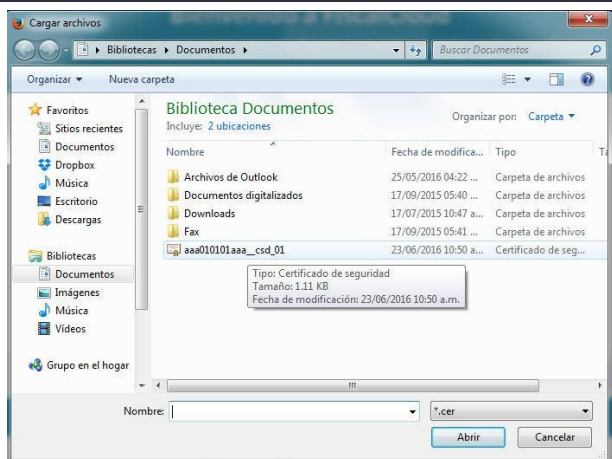 Cargar archivos
Bibliotecas ▸ Documentos ▸
Buscar Documentos
Organizar
Nueva carpeta
Favoritos
Sitios recientes
Documentos
Dropbox
Música
Escritorio
Descargas
Bibliotecas
Documentos
Imágenes
Música
Vídeos
Grupo en el hogar
Biblioteca Documentos
Incluye: 2 ubicaciones
Organizar por: Carpeta
Nombre Fecha de modifica... Tipo Ta
Archivos de Outlook 25/05/2016 04:22 ... Carpeta de archivos
Documentos digitalizados 17/09/2015 05:40 ... Carpeta de archivos
Downloads 17/07/2015 10:47 a... Carpeta de archivos
Fax 17/09/2015 05:41 ... Carpeta de archivos
aaa010101aaa__csd_01 23/06/2016 10:50 a... Certificado de seg...
Tipo: Certificado de seguridad
Tamaño: 1.11 KB
Fecha de modificación: 23/06/2016 10:50 a.m.
Nombre:
*.cer
Abrir
Cancelar